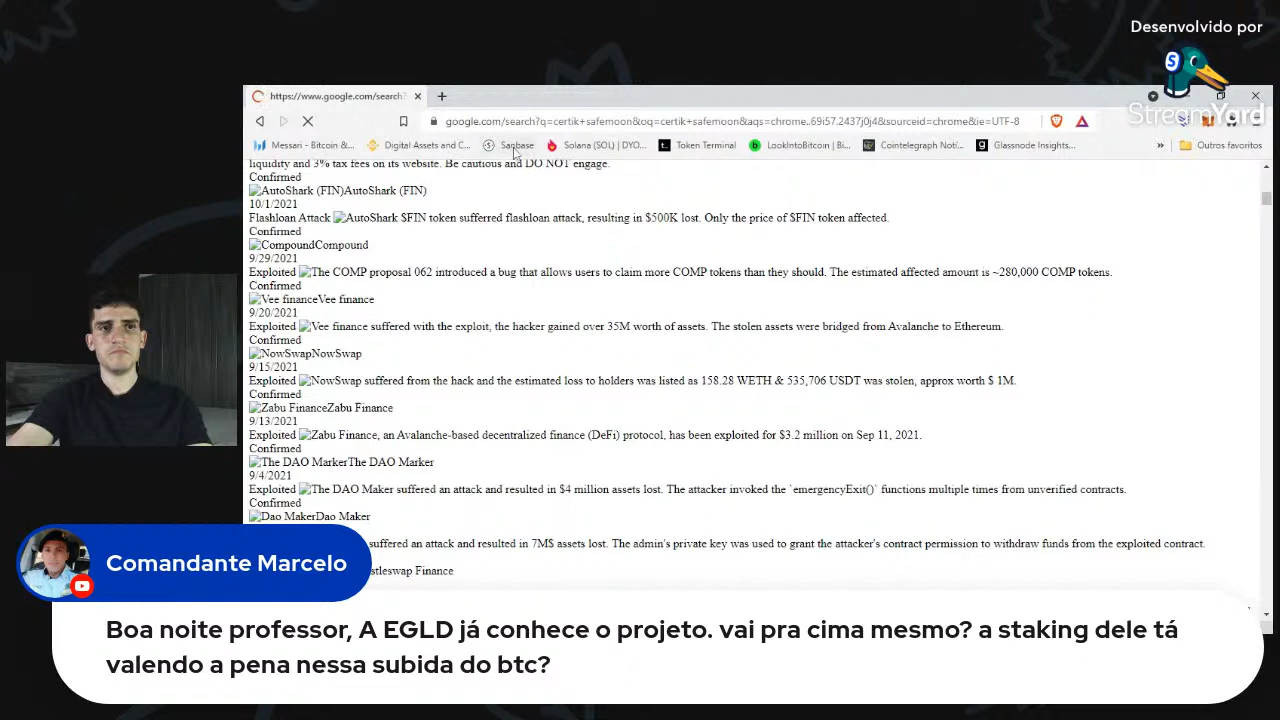 Desenvolvido por
StreamYard
https://www.google.com/search?
google.com/search?q=certik+safemoon&oq=certik+safemoon&aqs=chrome..69i57.2437j0j4&sourceid=chrome&ie=UTF-8
Messari - Bitcoin &... Digital Assets and C... Sanbase Solana (SOL) | DYO... Token Terminal LookIntoBitcoin | Bi... Cointelegraph Notí... Glassnode Insights... » Outros favoritos
liquidity and 3% tax fees on its website. Be cautious and DO NOT engage.
Confirmed
AutoShark (FIN)AutoShark (FIN)
10/1/2021
Flashloan Attack AutoShark $FIN token sufferred flashloan attack, resulting in $500K lost. Only the price of $FIN token affected.
Confirmed
CompoundCompound
9/29/2021
Exploited The COMP proposal 062 introduced a bug that allows users to claim more COMP tokens than they should. The estimated affected amount is ~280,000 COMP tokens.
Confirmed
Vee financeVee finance
9/20/2021
Exploited Vee finance suffered with the exploit, the hacker gained over 35M worth of assets. The stolen assets were bridged from Avalanche to Ethereum.
Confirmed
NowSwapNowSwap
9/15/2021
Exploited NowSwap suffered from the hack and the estimated loss to holders was listed as 158.28 WETH & 535,706 USDT was stolen, approx worth $ 1M.
Confirmed
Zabu FinanceZabu Finance
9/13/2021
Exploited Zabu Finance, an Avalanche-based decentralized finance (DeFi) protocol, has been exploited for $3.2 million on Sep 11, 2021.
Confirmed
The DAO MarkerThe DAO Marker
9/4/2021
Exploited The DAO Maker suffered an attack and resulted in $4 million assets lost. The attacker invoked the `emergencyExit()` functions multiple times from unverified contracts.
Confirmed
Dao MakerDao Maker
suffered an attack and resulted in 7M$ assets lost. The admin's private key was used to grant the attacker's contract permission to withdraw funds from the exploited contract.
stleswap Finance
Comandante Marcelo
Boa noite professor, A EGLD já conhece o projeto. vai pra cima mesmo? a staking dele tá
valendo a pena nessa subida do btc?